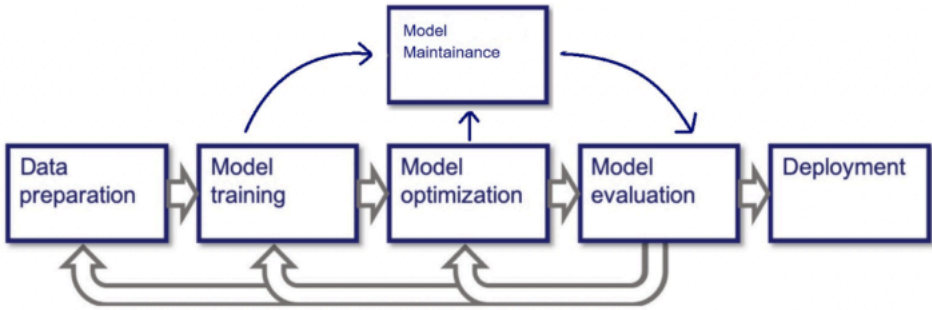 Model
Maintainance
Data
preparation
Model
training
Model
optimization
Model
evaluation
Deployment